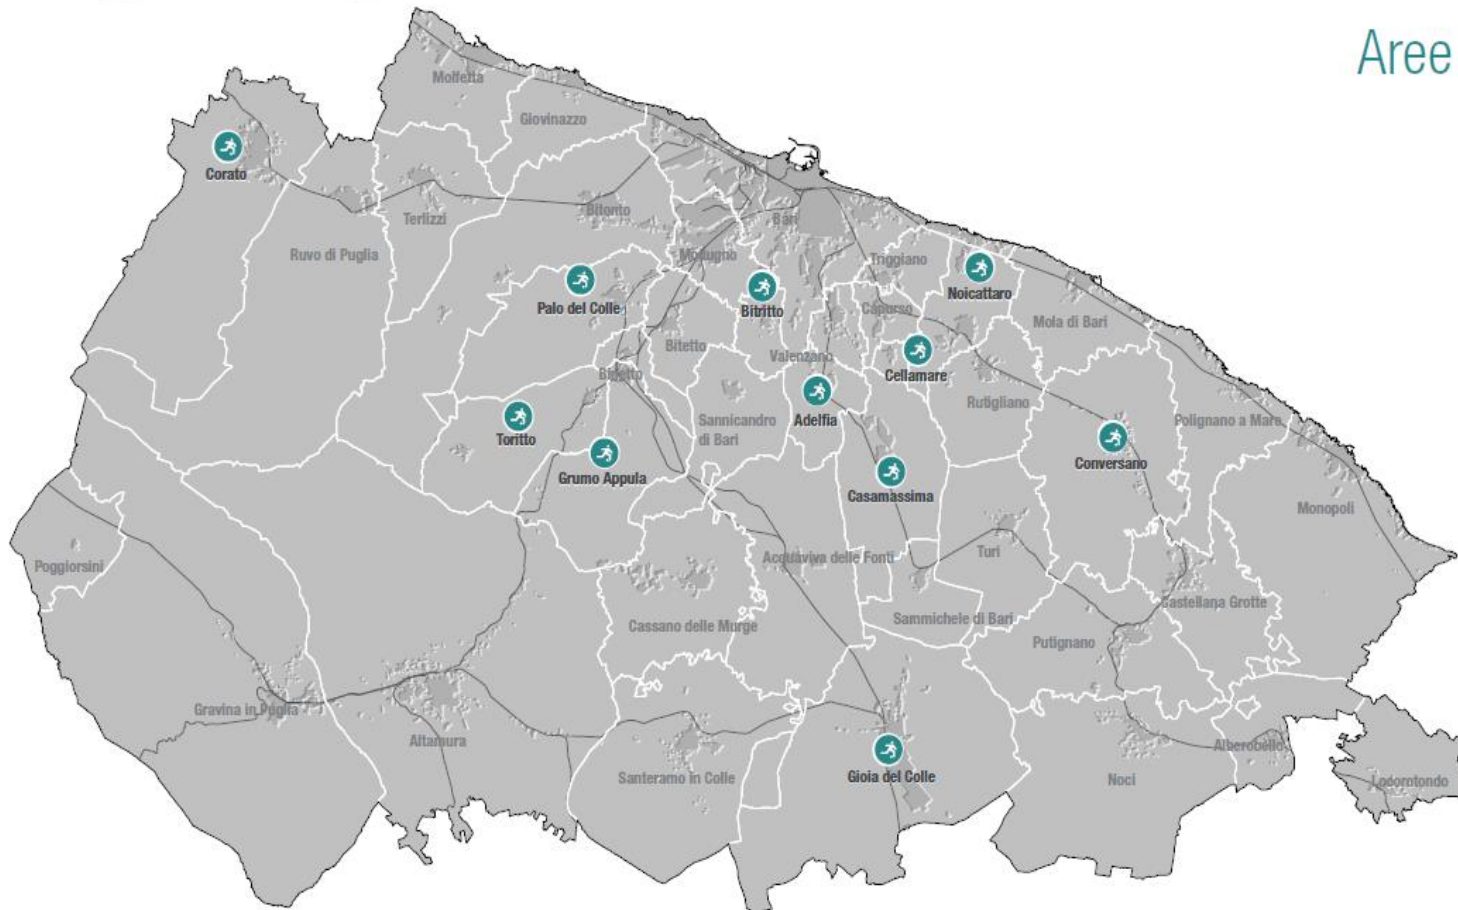 Aree
Molfetta
Giovinazzo
Corato
Terlizzi
Bitonto
Bari
Ruvo di Puglia
Modugno
Triggiano
Noicattaro
Palo del Colle
Bitritto
Capurso
Mola di Bari
Bitetto
Valenzano
Cellamare
Binetto
Rutigliano
Sannicandro
di Bari
Adelfia
Polignano a Mare
Toritto
Conversano
Grumo Appula
Casamassima
Monopoli
Poggiorsini
Acquaviva delle Fonti
Turi
Castellana Grotte
Cassano delle Murge
Sammichele di Bari
Putignano
Gravina in Puglia
Altamura
Santeramo in Colle
Gioia del Colle
Noci
Alberobello
Locorotondo